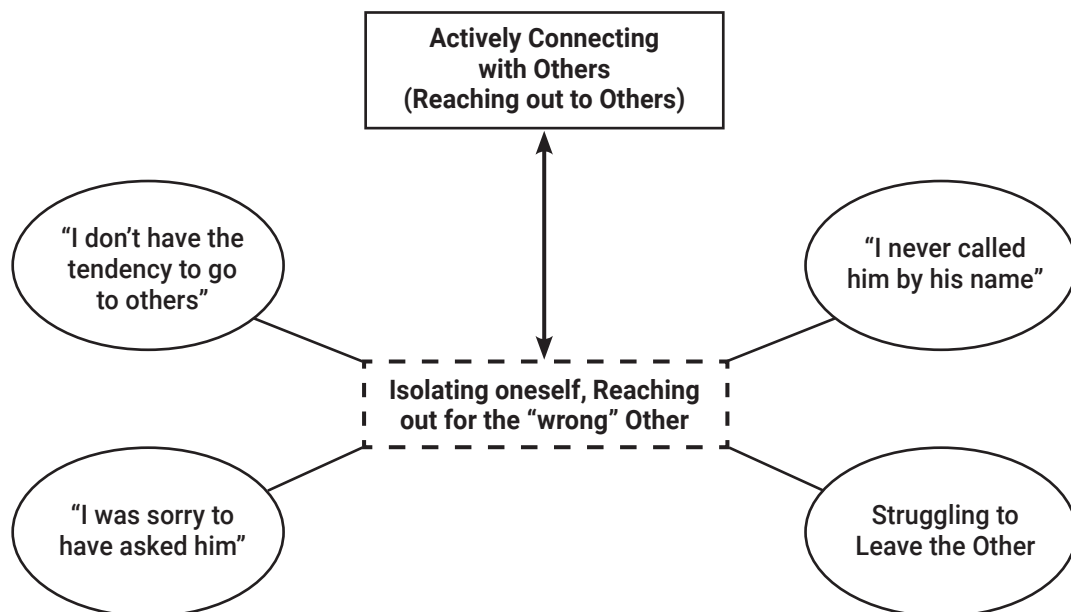 Actively Connecting
with Others
(Reaching out to Others)
“I don’t have the
tendency to go
to others”
“I never called
him by his name”
Isolating oneself, Reaching
out for the “wrong” Other
“I was sorry to
have asked him”
Struggling to
Leave the Other